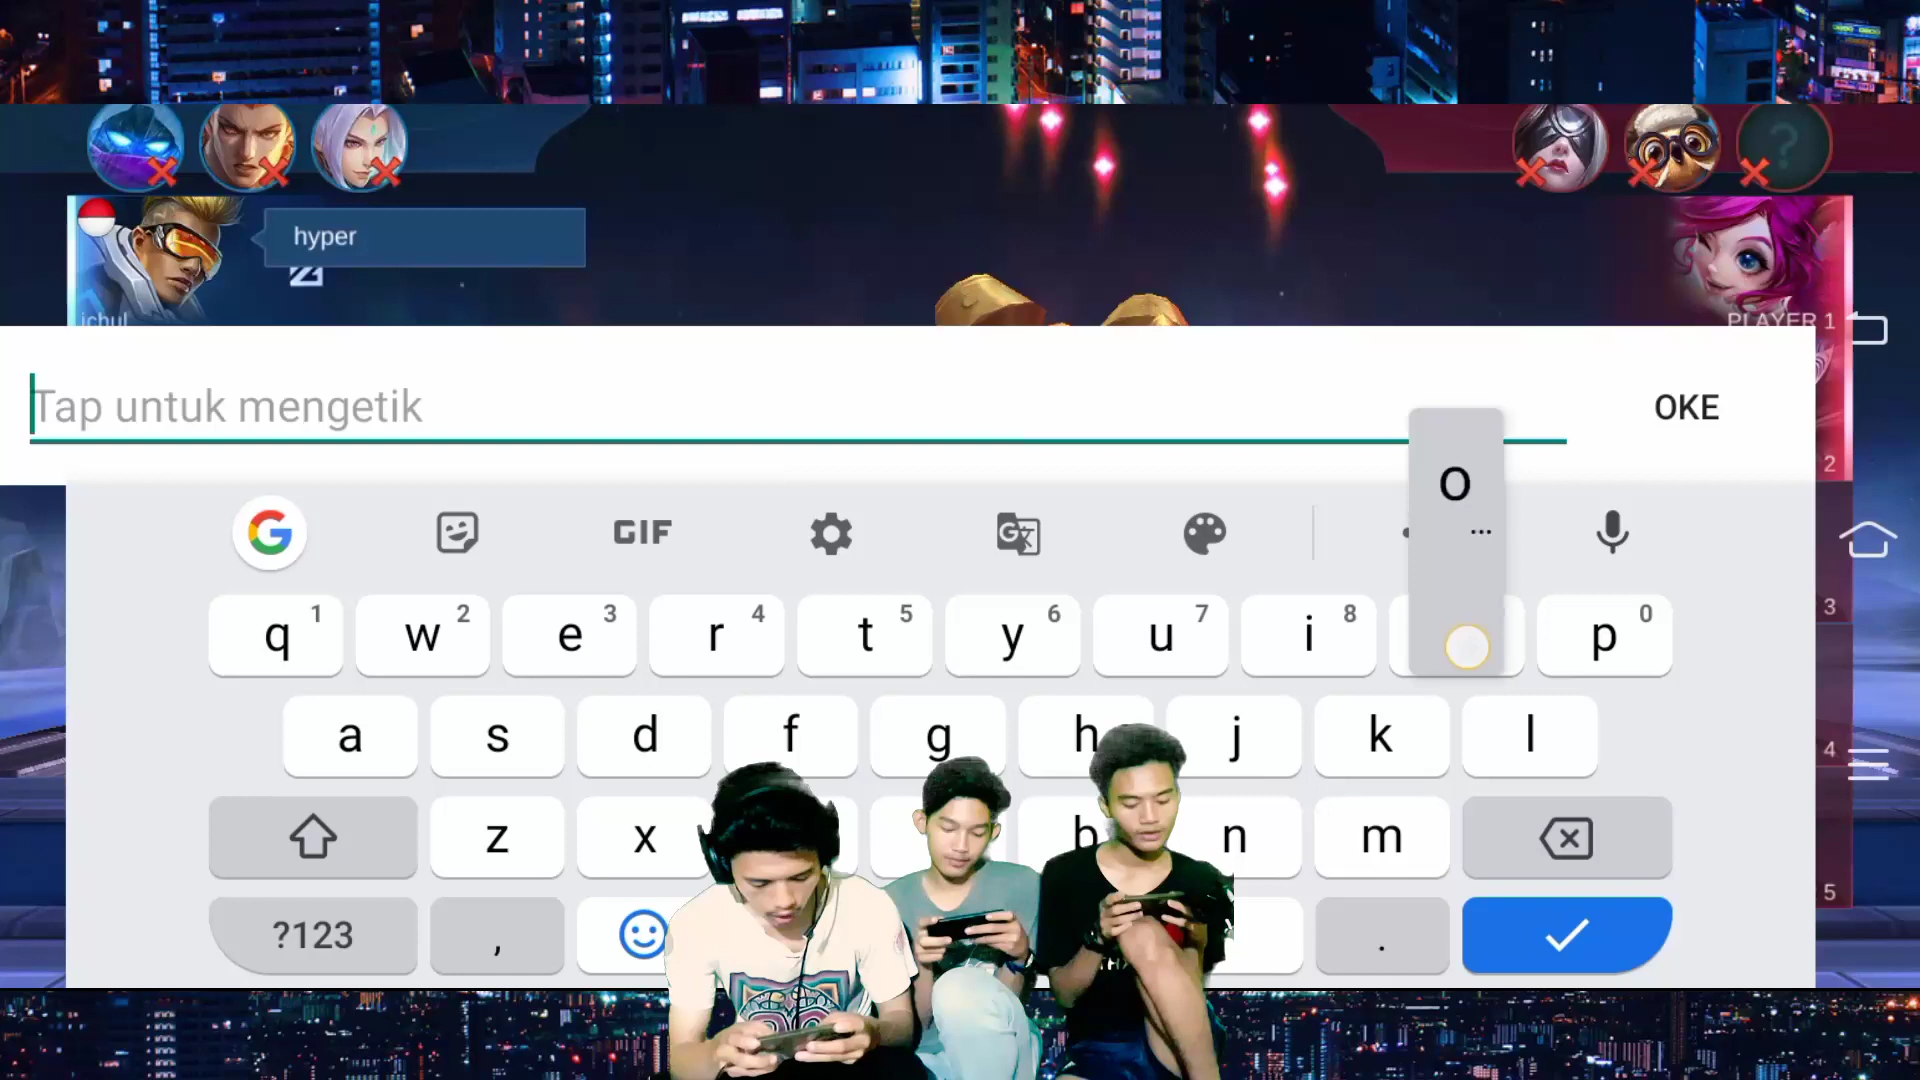 ?
hyper
ichul
PLAYER 1
Tap untuk mengetik
OKE
2
o
...
G
GIF
G
q 1 w 2 e 3 r 4 t 5 y 6 u 7 i 8 p 0
3
a s d f g h j k l
4
z x b n m
5
?123 , .